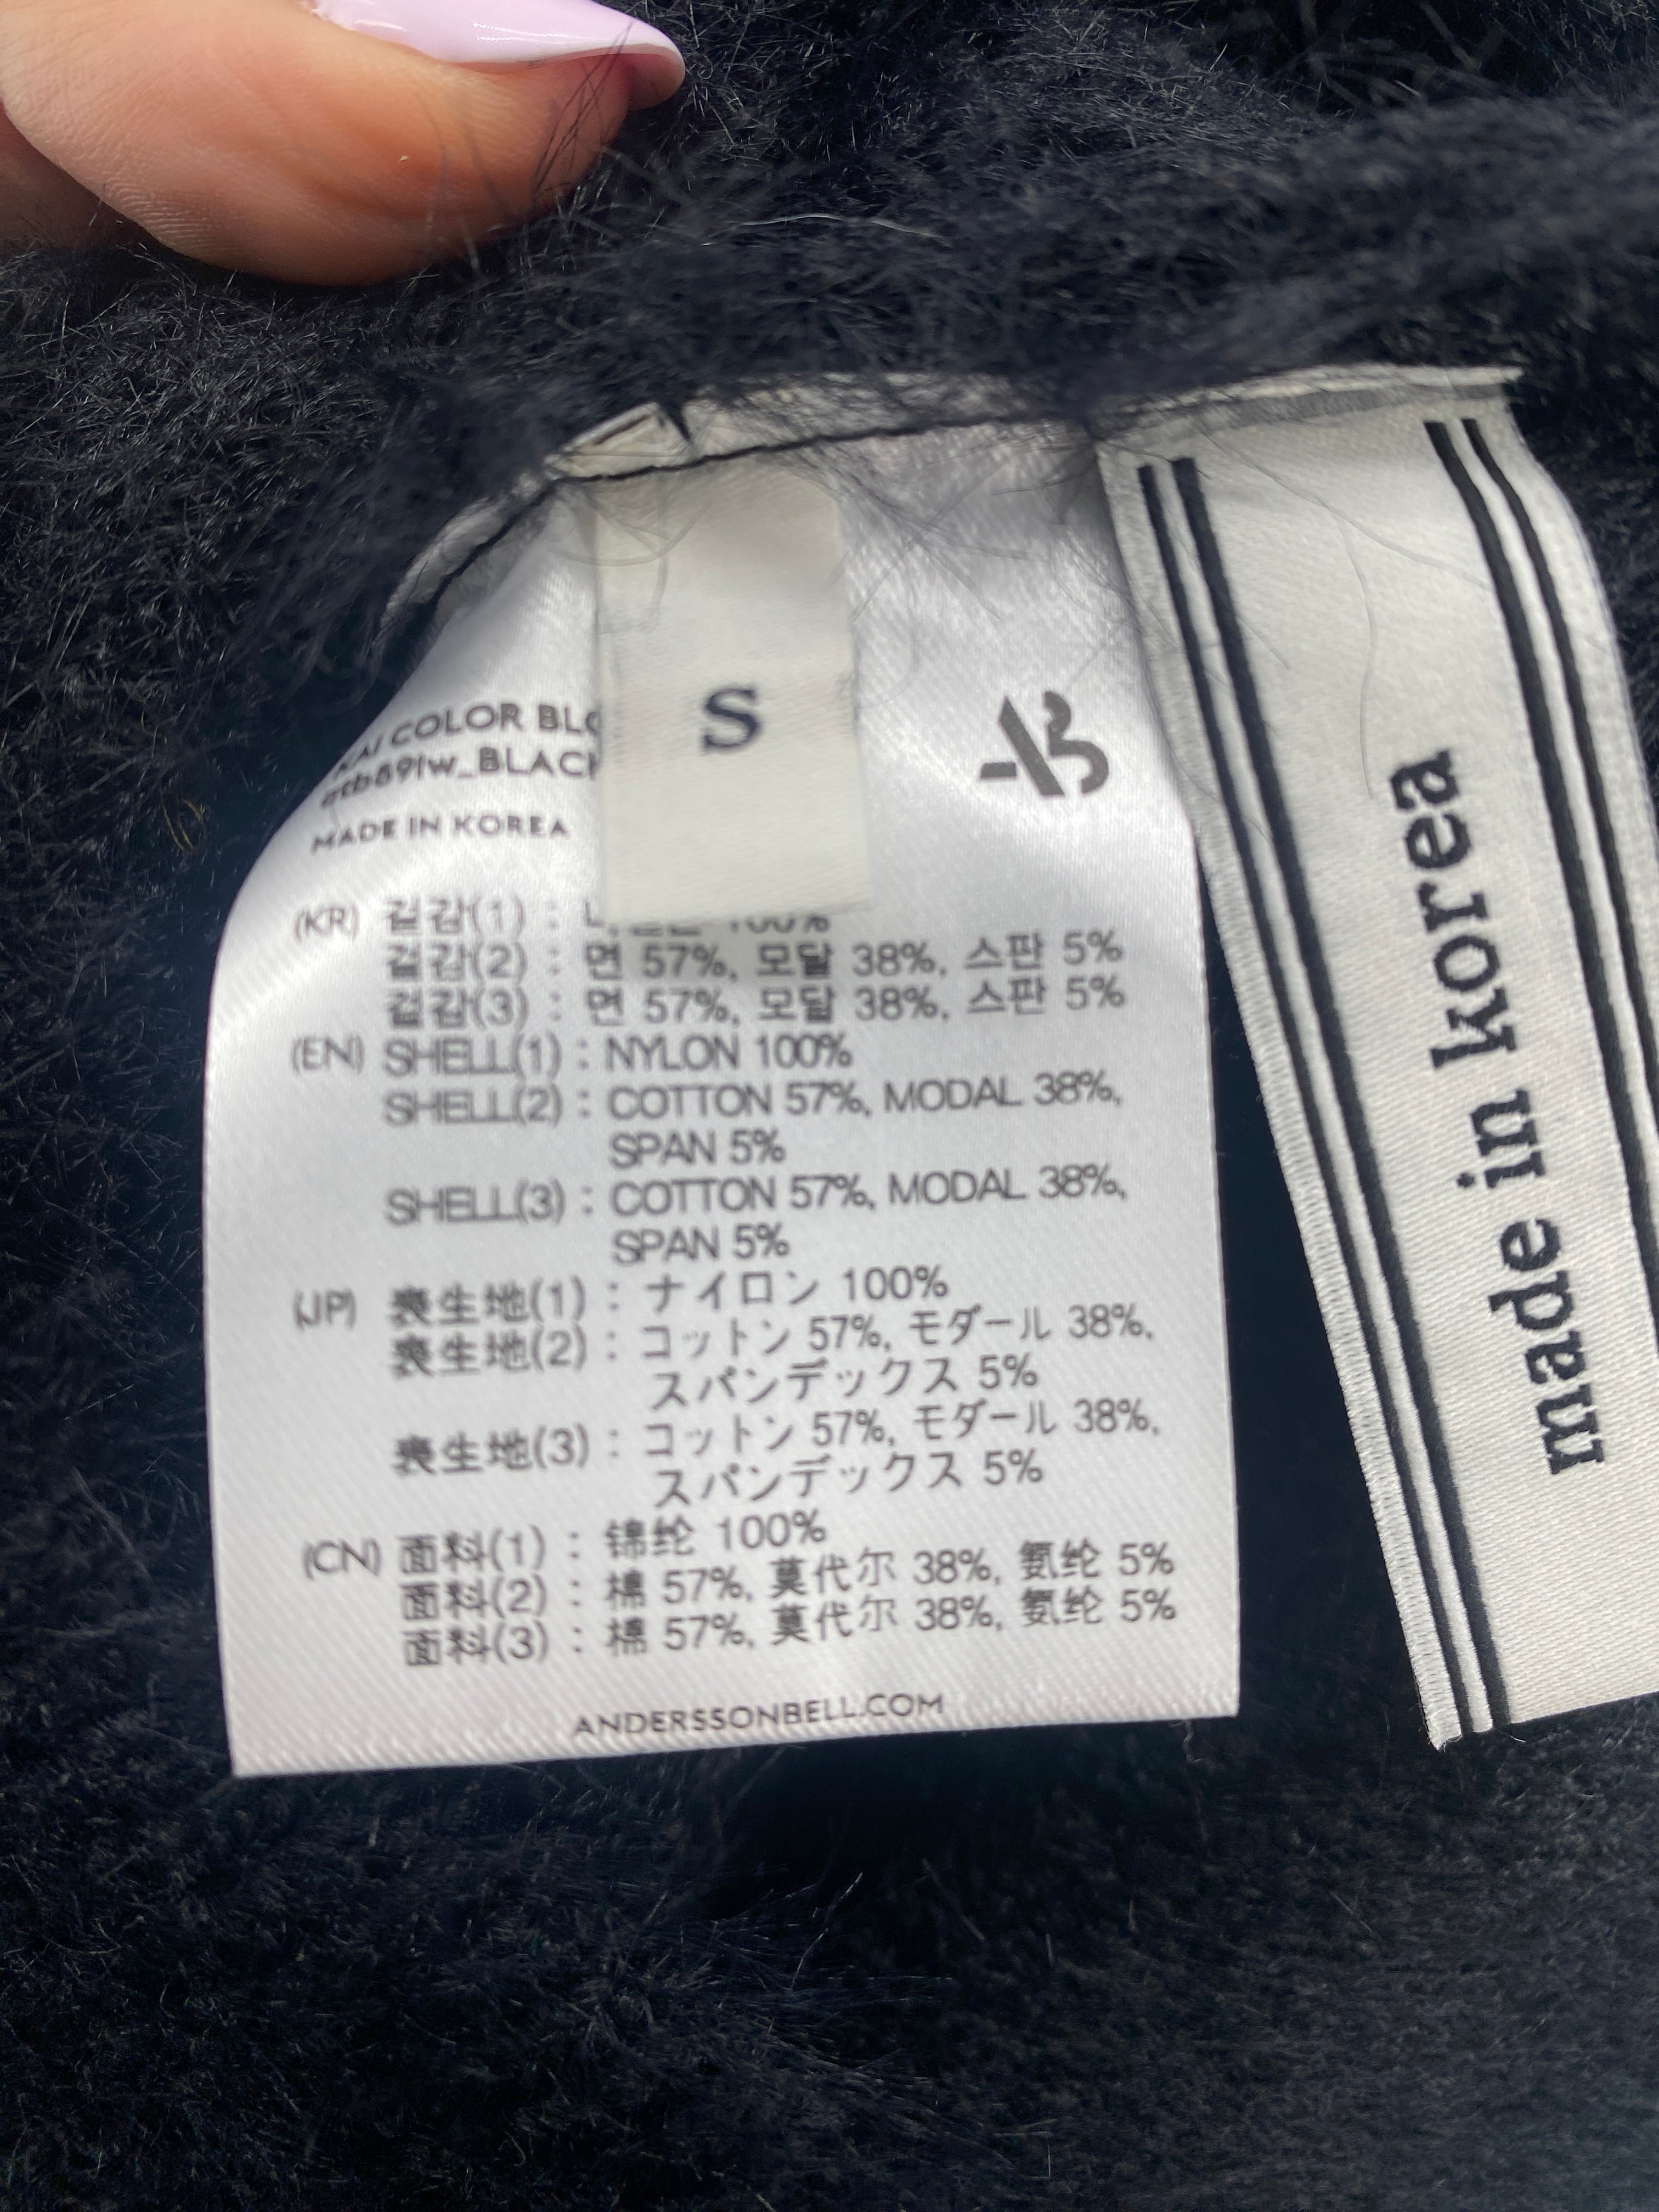 S
COLOR
MADE IN KOREA
(KR) 겉감(1) : 100%
겉감(2) : 면 57%, 모달 38%, 스판 5%
겉감(3) : 면 57%, 모달 38%, 스판 5%
(EN) SHELL(1) : NYLON 100%
SHELL(2) : COTTON 57%, MODAL 38%,
SPAN 5%
SHELL(3) : COTTON 57%, MODAL 38%,
SPAN 5%
(JP) 表生地(1) : ナイロン 100%
表生地(2) : コットン 57%, モダール 38%,
スパンデックス 5%
表生地(3) : コットン 57%, モダール 38%,
スパンデックス 5%
(CN) 面料(1) : 锦纶 100%
面料(2) : 棉 57%, 莫代尔 38%, 氨纶 5%
面料(3) : 棉 57%, 莫代尔 38%, 氨纶 5%
ANDERSSONBELL.COM
made in korea